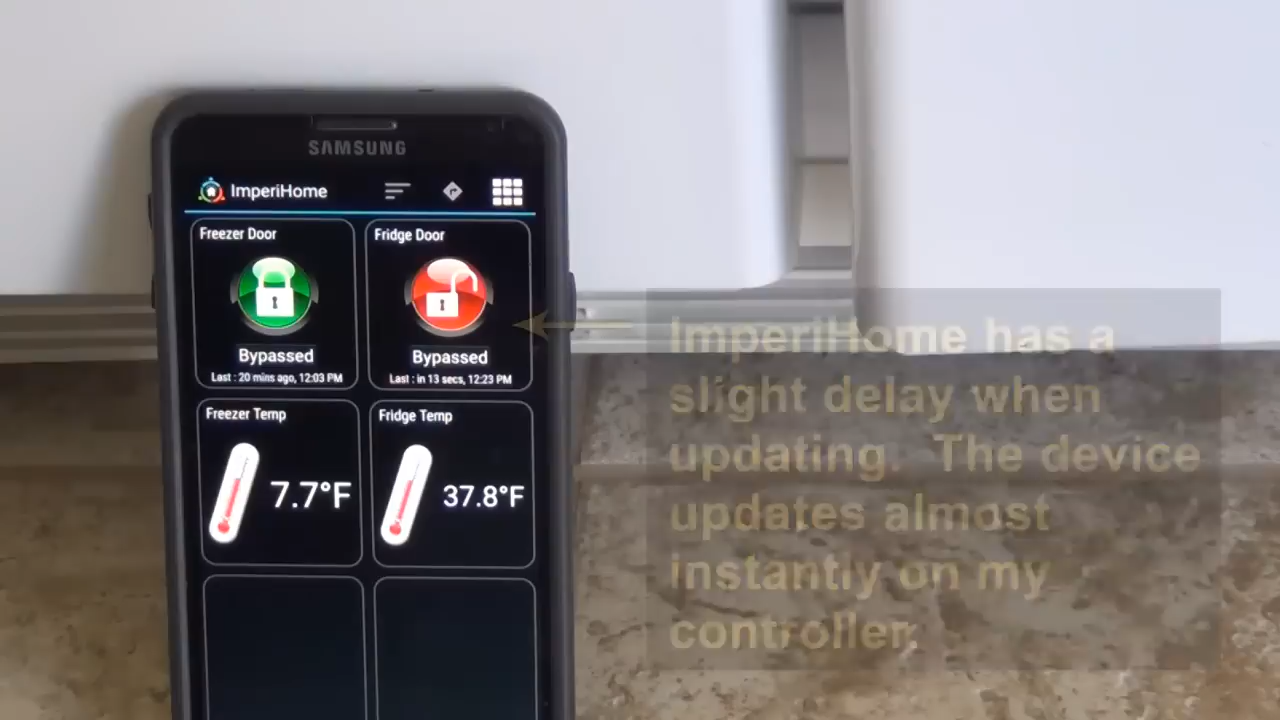 SAMSUNG
ImperiHome
Freezer Door
Bypassed
Last : 20 mins ago, 12:03 PM
Fridge Door
Bypassed
Last : in 13 secs, 12:23 PM
Freezer Temp
7.7°F
Fridge Temp
37.8°F
ImperiHome has a
slight delay when
updating. The device
updates almost
instantly on my
controller.